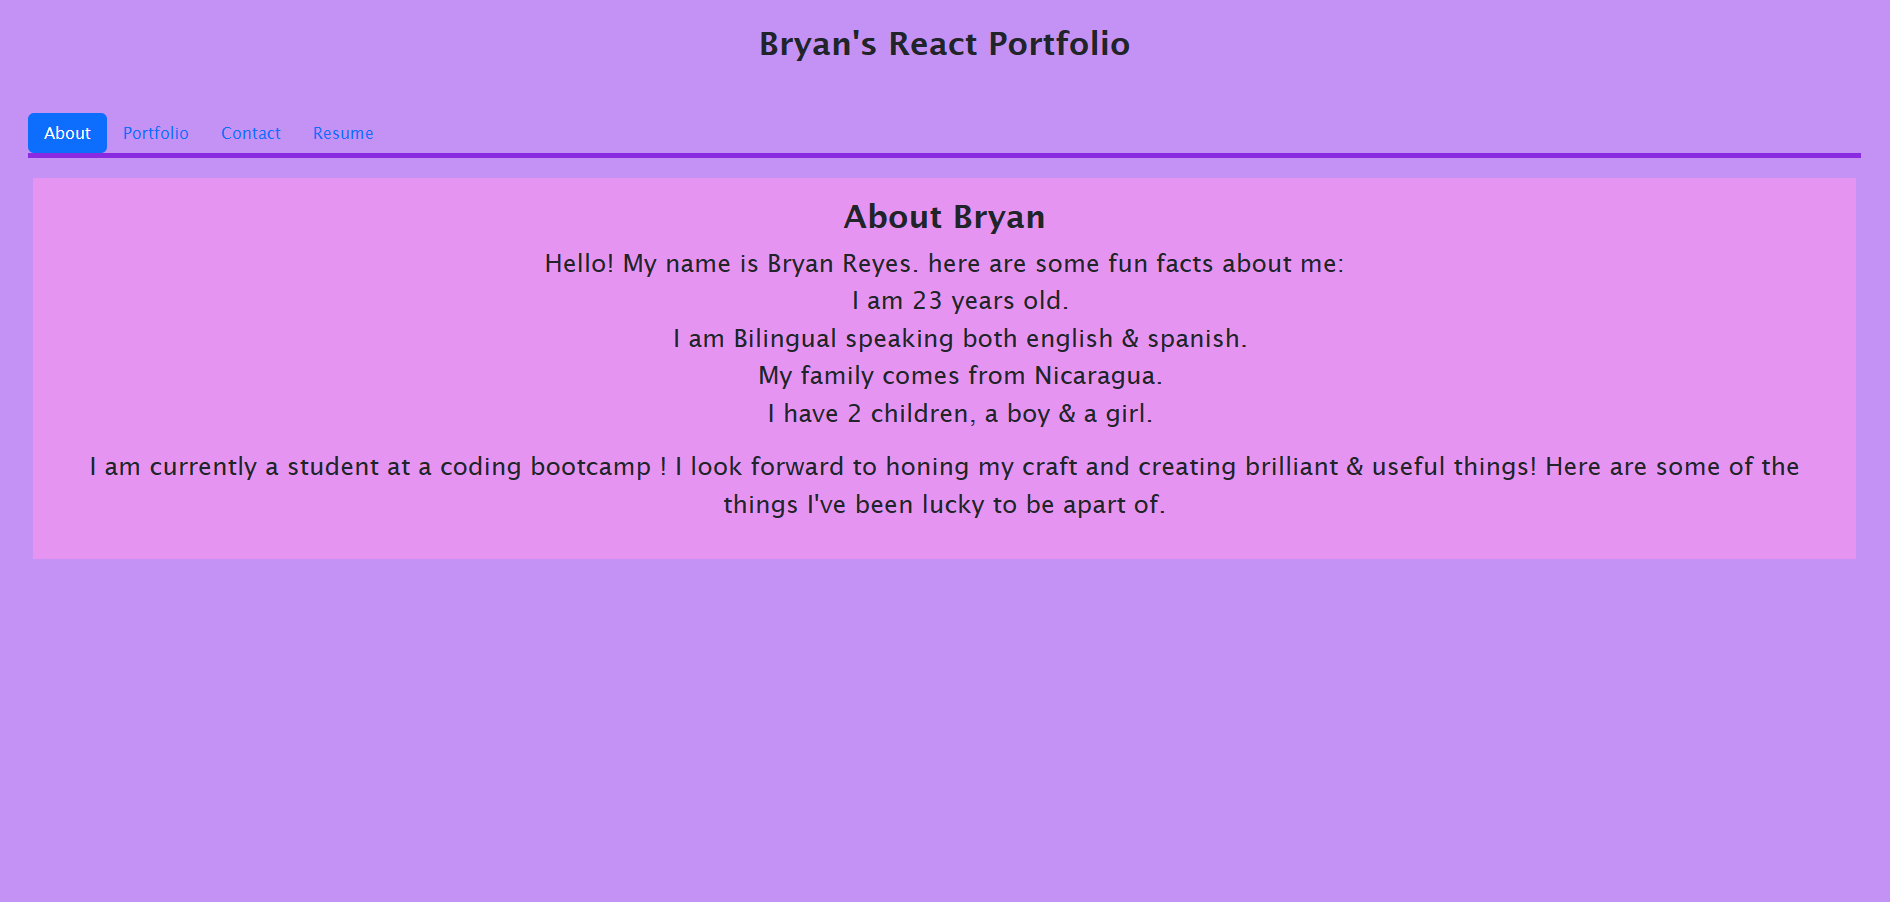 Bryan's React Portfolio
About Portfolio Contact Resume
About Bryan
Hello! My name is Bryan Reyes. here are some fun facts about me:
I am 23 years old.
I am Bilingual speaking both english & spanish.
My family comes from Nicaragua.
I have 2 children, a boy & a girl.
I am currently a student at a coding bootcamp ! I look forward to honing my craft and creating brilliant & useful things! Here are some of the
things I've been lucky to be apart of.